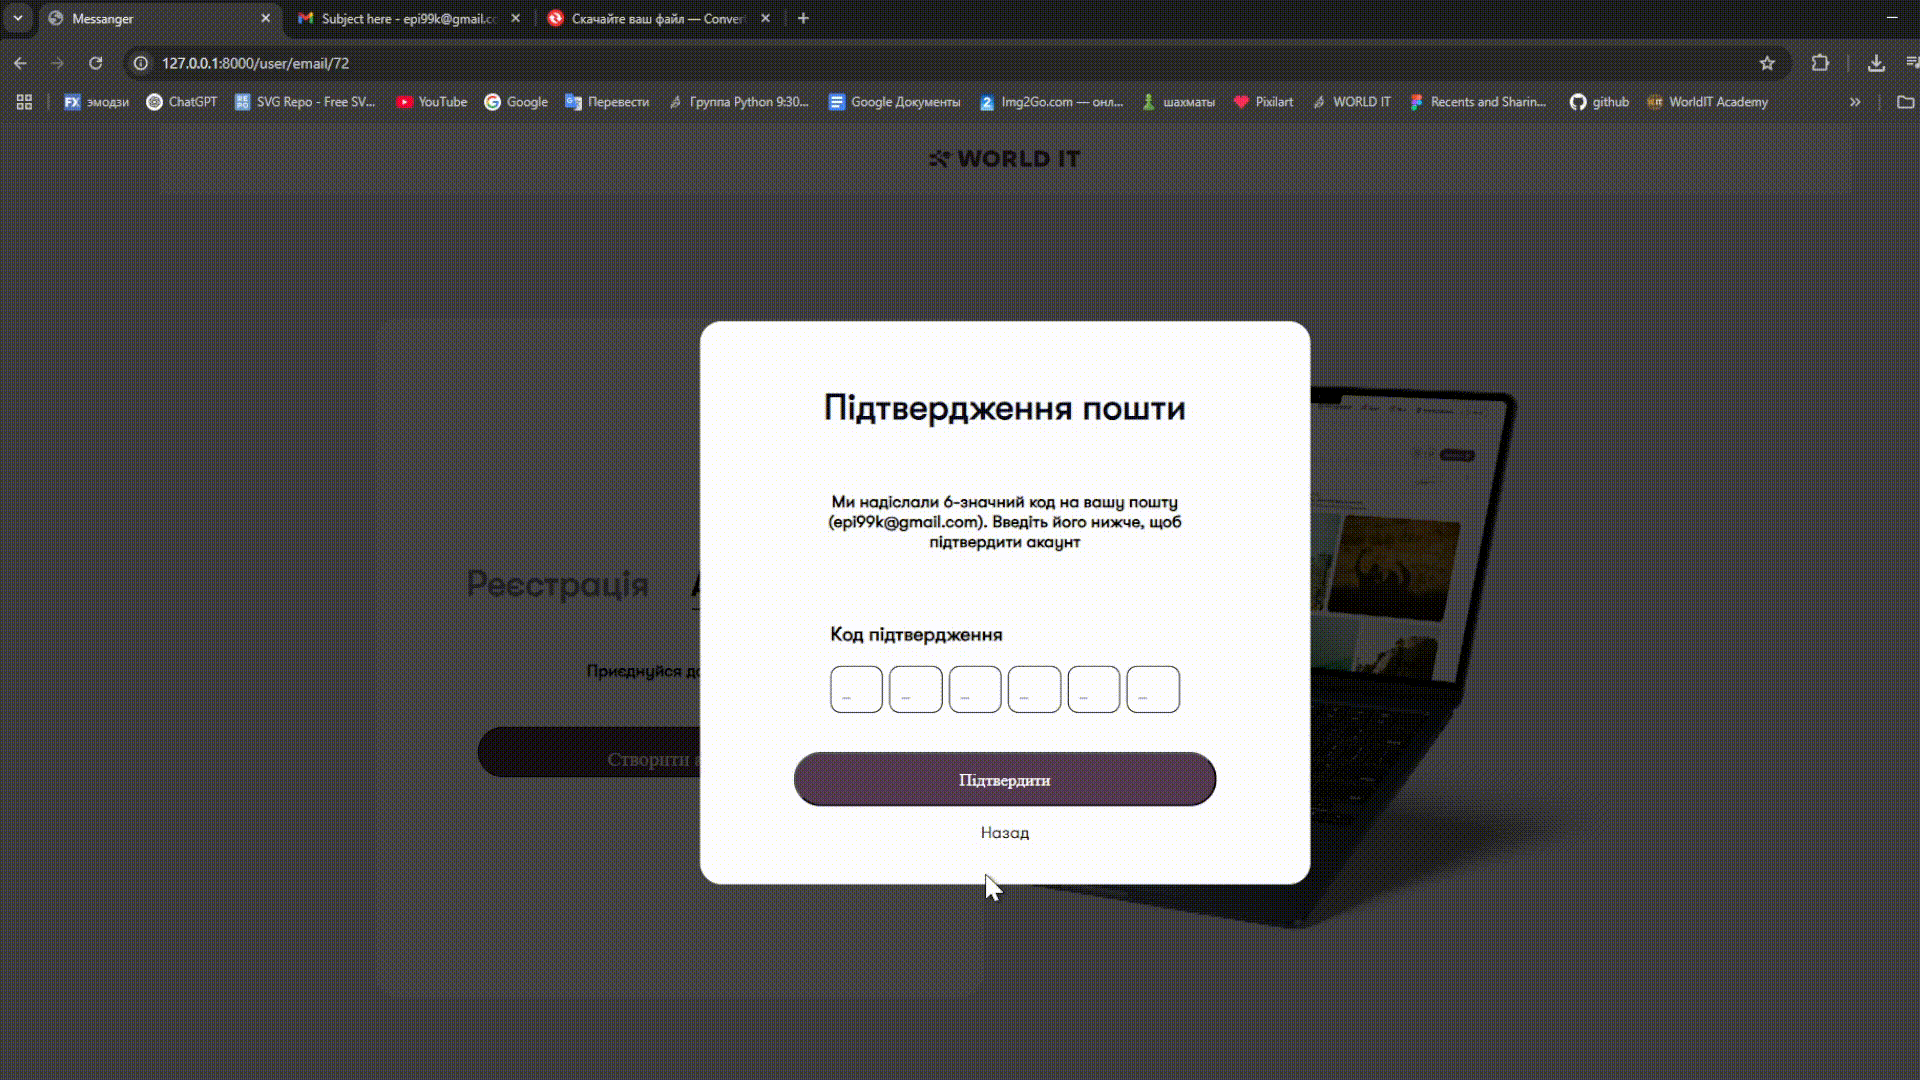 Messanger
Subject here - epi99k@gmail.co
Скачайте ваш файл — Conver
127.0.0.1:8000/user/email/72
эмодзи
ChatGPT
SVG Repo - Free SV...
YouTube
Google
Перевести
Группа Python 9:30...
Google Документы
Img2Go.com — онл...
шахматы
Pixilart
WORLD IT
Recents and Sharin...
github
WorldIT Academy
WORLD IT
Підтвердження пошти
Ми надіслали 6-значний код на вашу пошту
(epi99k@gmail.com). Введіть його нижче, щоб
підтвердити акаунт
Реєстрація А
Код підтвердження
Приєднуйся до
Створити а
Підтвердити
Назад